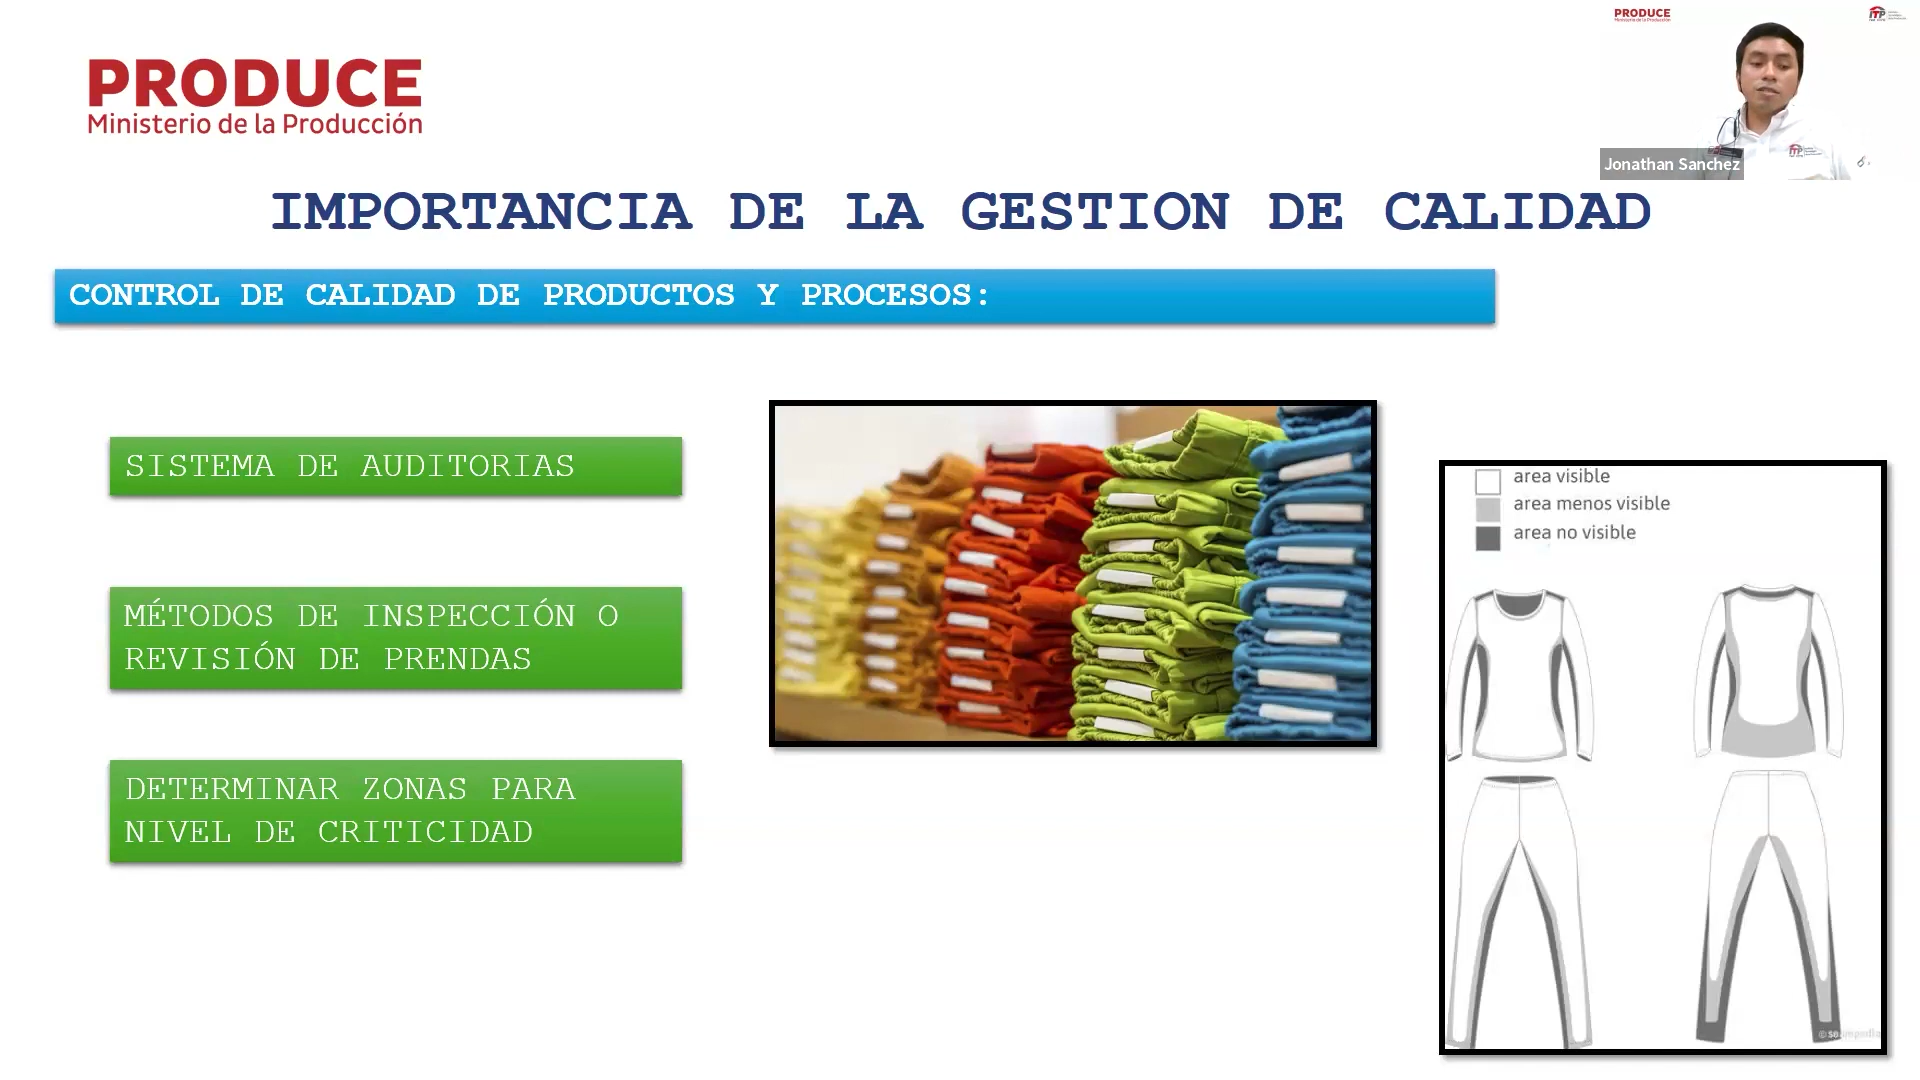 PRODUCE
ITP
PRODUCE
Ministerio de la Producción
Jonathan Sanchez
ITP
IMPORTANCIA DE LA GESTION DE CALIDAD
CONTROL DE CALIDAD DE PRODUCTOS Y PROCESOS:
SISTEMA DE AUDITORIAS
MÉTODOS DE INSPECCIÓN O
REVISIÓN DE PRENDAS
DETERMINAR ZONAS PARA
NIVEL DE CRITICIDAD
area visible
area menos visible
area no visible